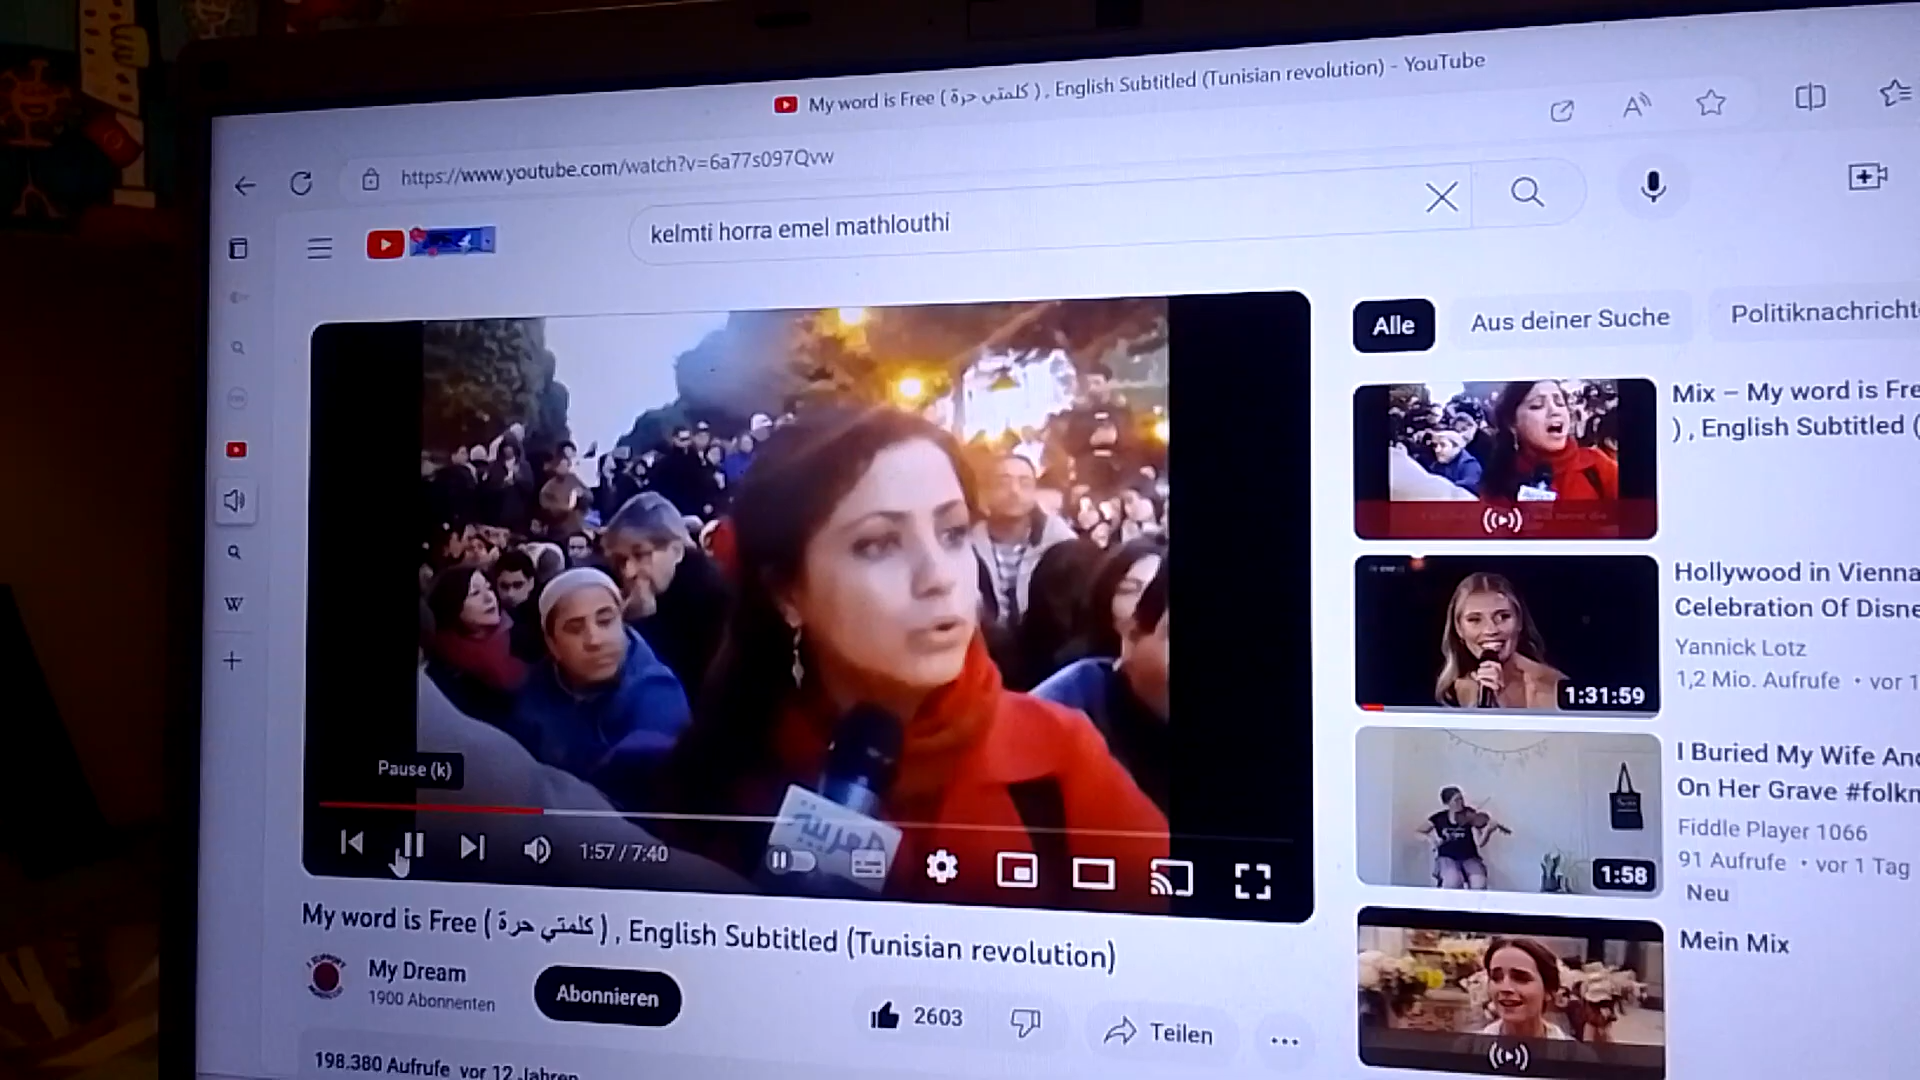 My word is Free ( كلمتي حرة ) , English Subtitled (Tunisian revolution) - YouTube
https://www.youtube.com/watch?v=6a77s097Qvw
kelmti horra emel mathlouthi
Alle
Aus deiner Suche
Politiknachricht
Mix – My word is Fre
) , English Subtitled (
Hollywood in Vienna
Celebration Of Disne
Yannick Lotz
1,2 Mio. Aufrufe • vor 1
1:31:59
I Buried My Wife And
On Her Grave #folkm
Fiddle Player 1066
91 Aufrufe • vor 1 Tag
Neu
1:58
Mein Mix
Pause (k)
1:57 / 7:40
العربية
My word is Free ( كلمتي حرة ) , English Subtitled (Tunisian revolution)
My Dream
1900 Abonnenten
Abonnieren
2603
Teilen
198.380 Aufrufe vor 12 Jahren
W